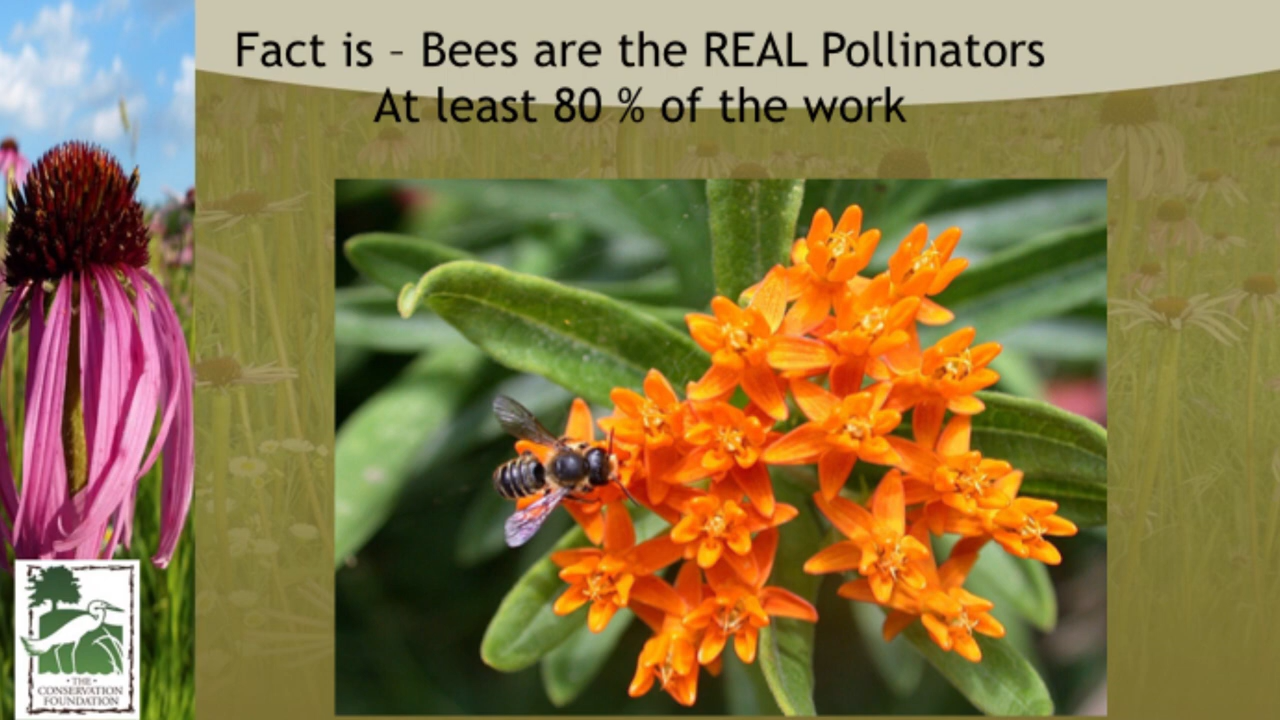 Fact is – Bees are the REAL Pollinators
At least 80 % of the work
• THE •
CONSERVATION
FOUNDATION